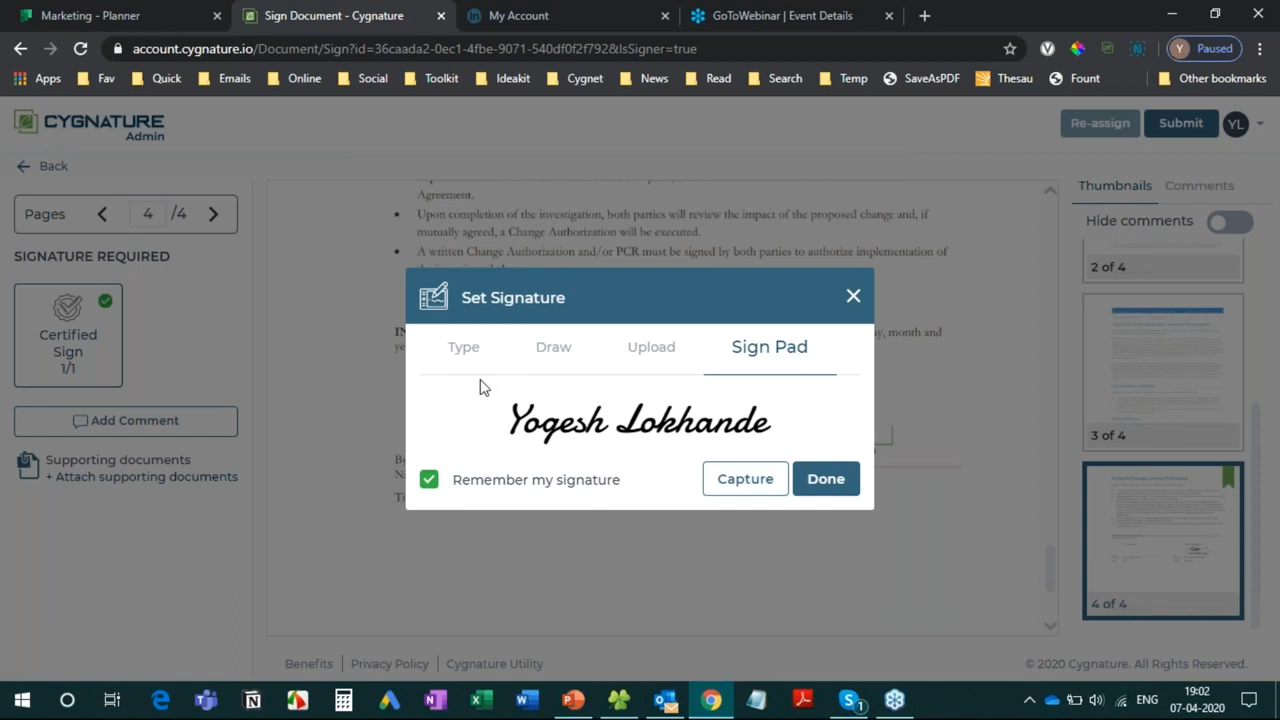 Marketing - Planner
Sign Document - Cygnature
My Account
GoToWebinar | Event Details
account.cygnature.io/Document/Sign?id=36caada2-0ec1-4fbe-9071-540df0f2f792&IsSigner=true
Y Paused
Apps Fav Quick Emails Online Social Toolkit Ideakit Cygnet News Read Search Temp SaveAsPDF Thesau Fount Other bookmarks
CYGNATURE
Admin
Re-assign Submit YL
Back
Pages 4 /4
SIGNATURE REQUIRED
Certified
Sign
1/1
Add Comment
Supporting documents
+ Attach supporting documents
Agreement.
• Upon completion of the investigation, both parties will review the impact of the proposed change and, if
mutually agreed, a Change Authorization will be executed.
• A written Change Authorization and/or PCR must be signed by both parties to authorize implementation of
Set Signature
Type Draw Upload Sign Pad
Yogesh Lokhande
Remember my signature Capture Done
day, month and
Thumbnails Comments
Hide comments
2 of 4
3 of 4
4 of 4
Benefits | Privacy Policy | Cygnature Utility
© 2020 Cygnature. All Rights Reserved.
ENG
19:02
07-04-2020